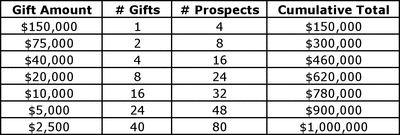 Gift Amount # Gifts # Prospects Cumulative Total
$150,000 1 4 $150,000
$75,000 2 8 $300,000
$40,000 4 16 $460,000
$20,000 8 24 $620,000
$10,000 16 32 $780,000
$5,000 24 48 $900,000
$2,500 40 80 $1,000,000